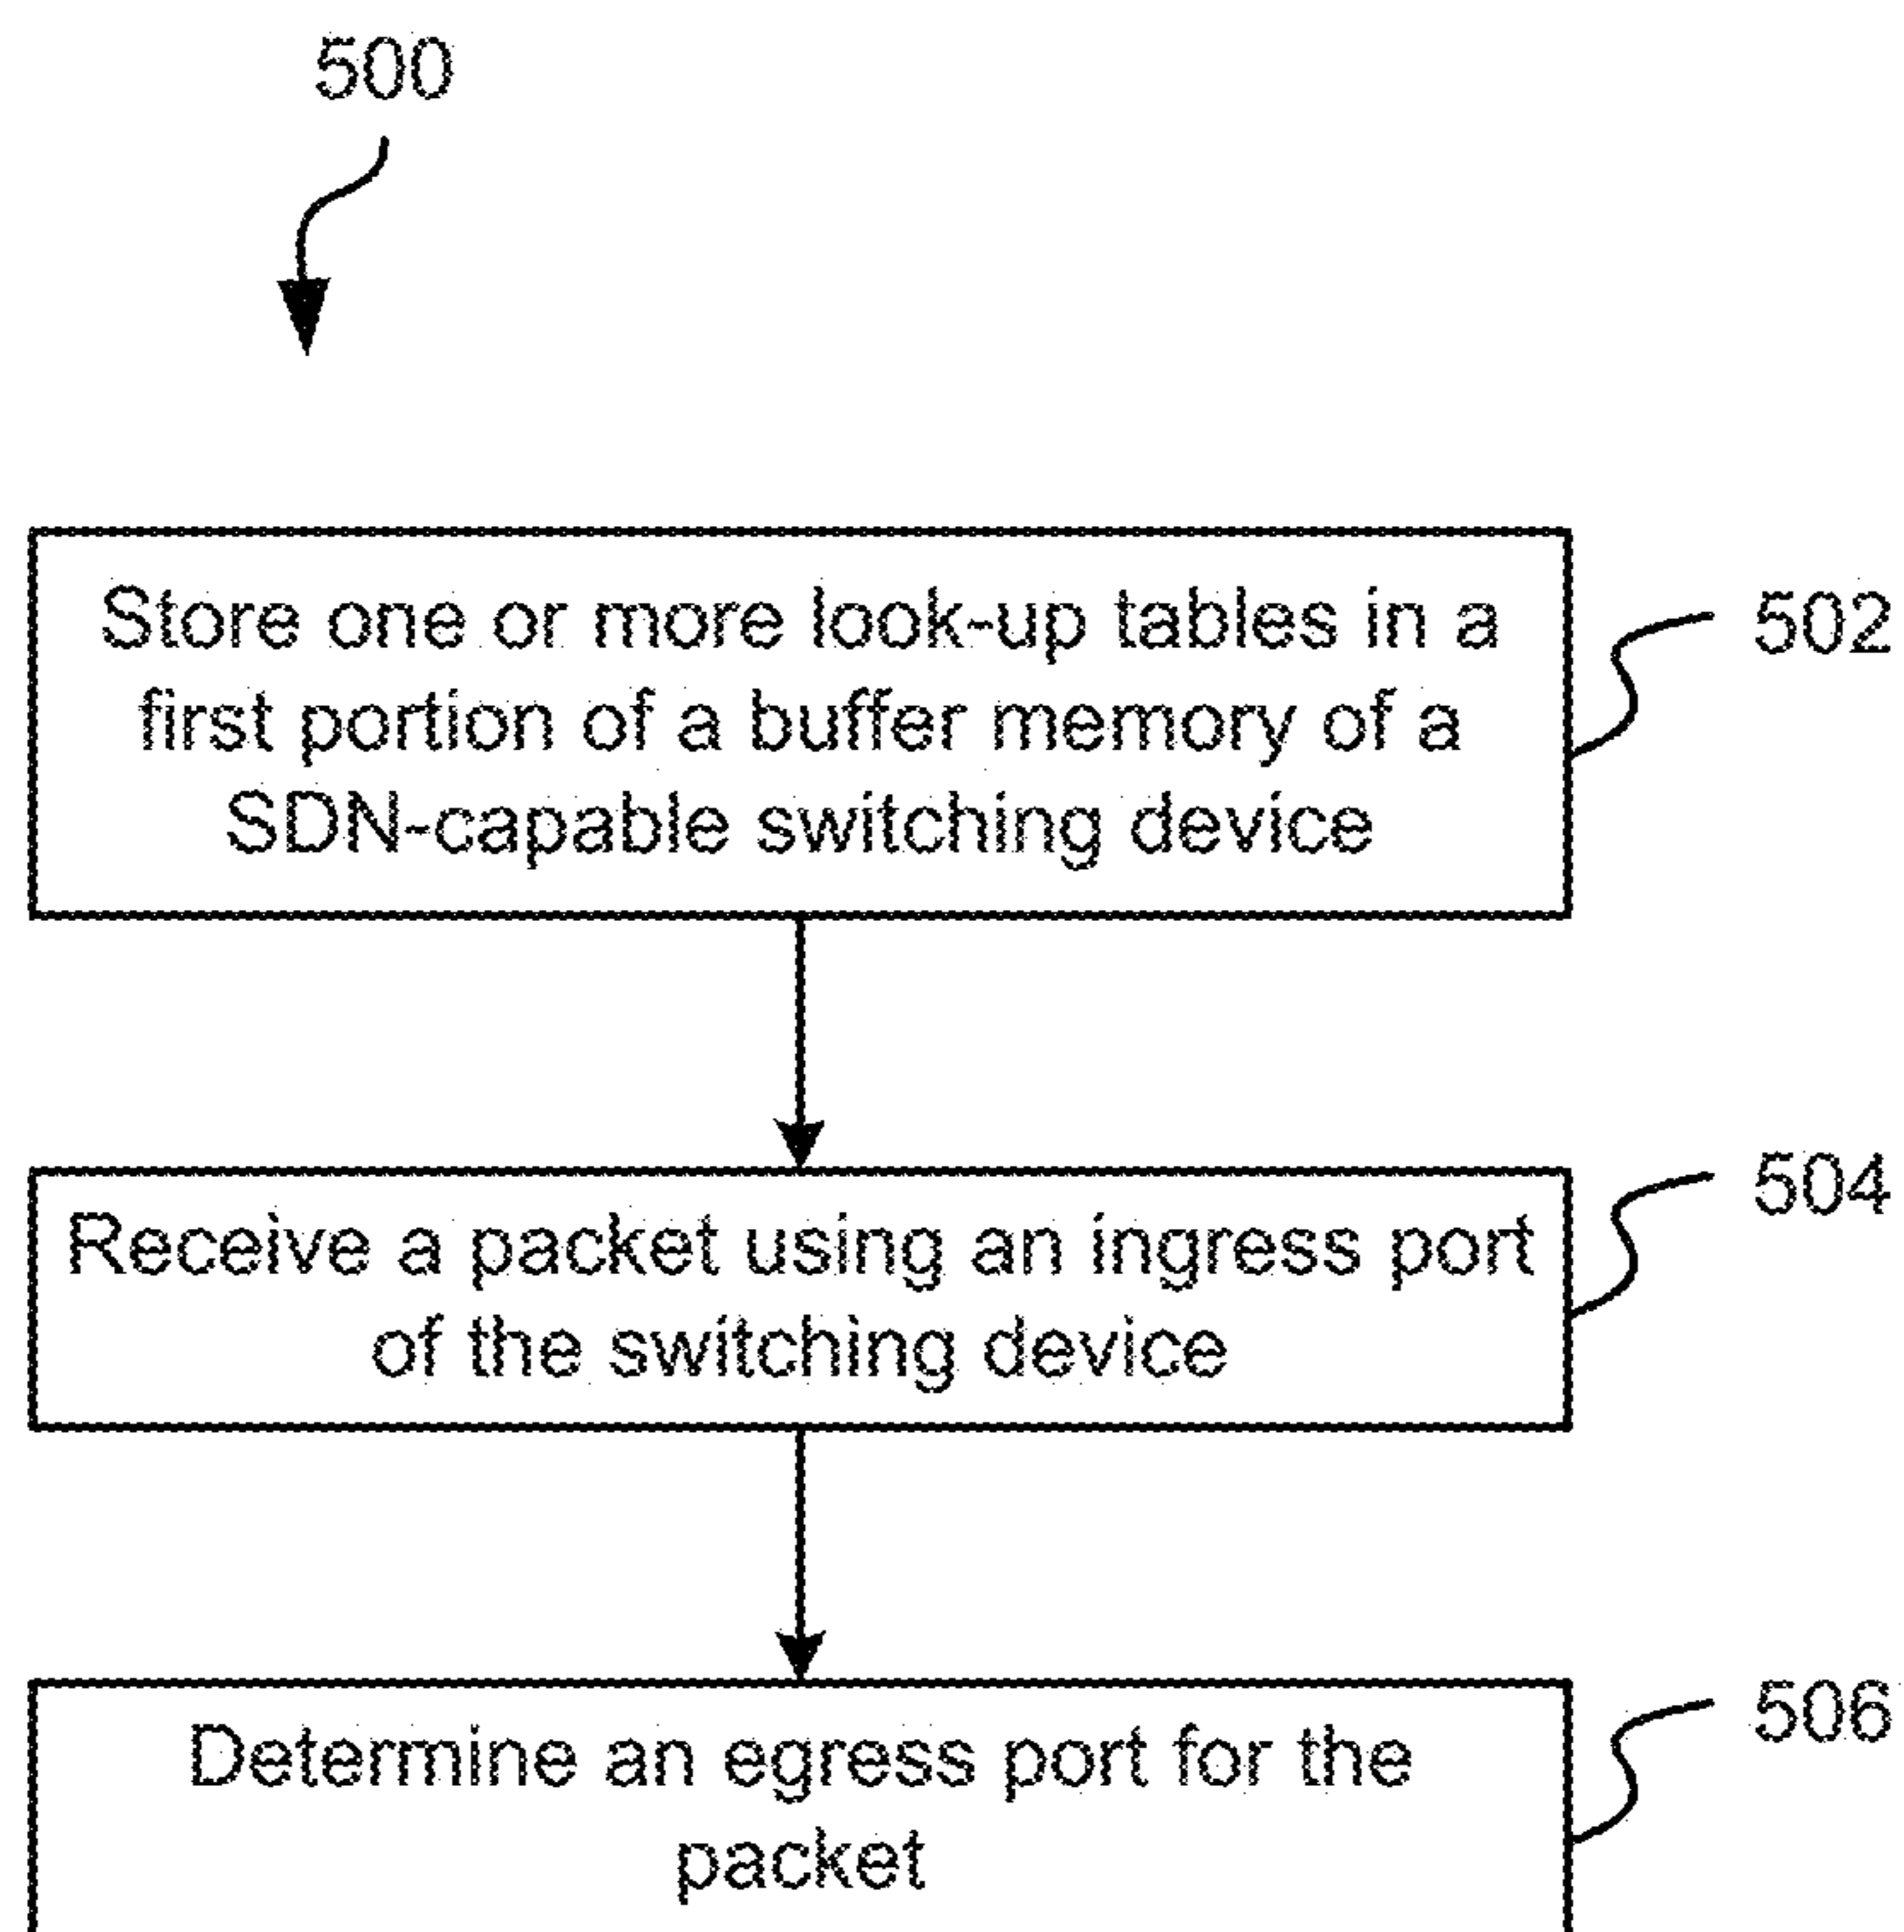 500
Store one or more look-up tables in a
first portion of a buffer memory of a
SDN-capable switching device
502
Receive a packet using an ingress port
of the switching device
504
Determine an egress port for the
packet
506